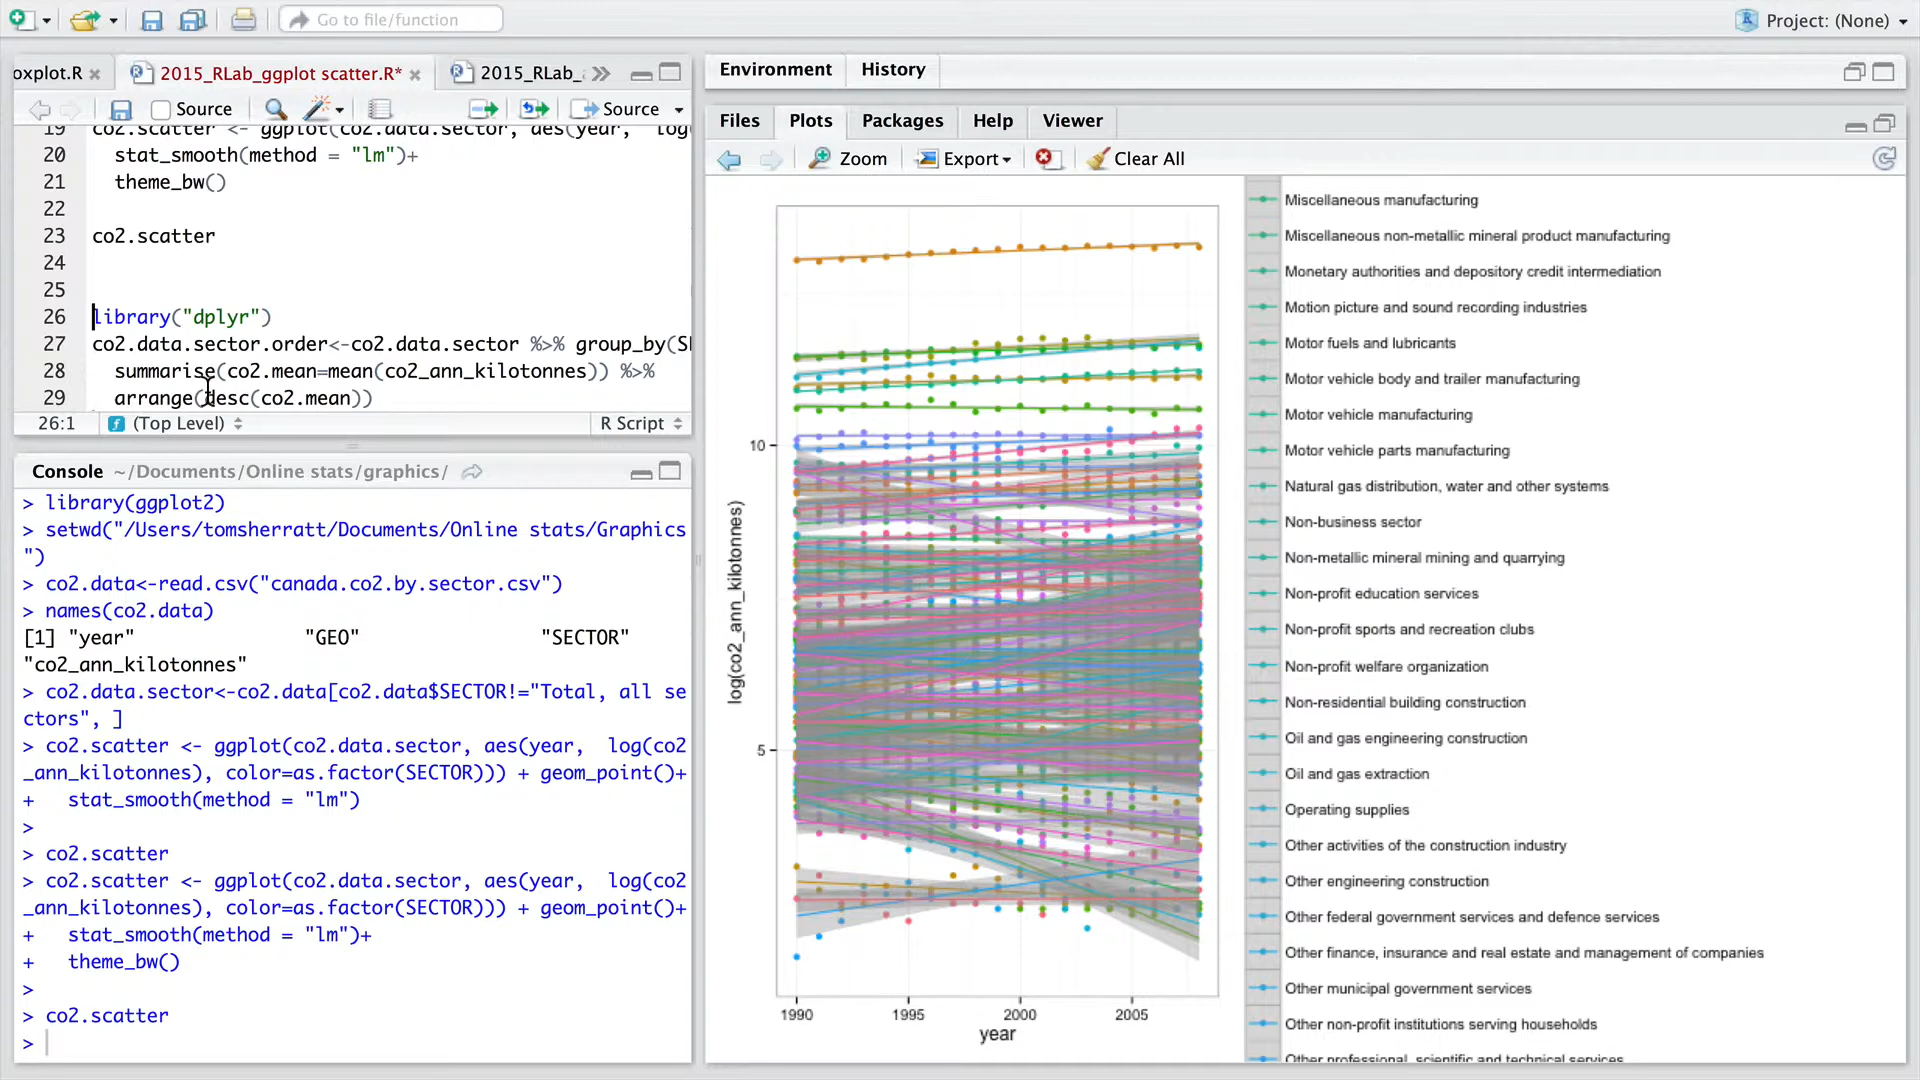 Go to file/function
Project: (None)
oxplot.R
2015_RLab_ggplot scatter.R*
2015_RLab_
Source
Source
19 co2.scatter <- ggplot(co2.data.sector, aes(year,  log(
20   stat_smooth(method = "lm")+
21   theme_bw()
22
23 co2.scatter
24
25
26 library("dplyr")
27 co2.data.sector.order<-co2.data.sector %>% group_by(S
28   summarise(co2.mean=mean(co2_ann_kilotonnes)) %>%
29   arrange(desc(co2.mean))
26:1
(Top Level)
R Script
Console ~/Documents/Online stats/graphics/
> library(ggplot2)
> setwd("/Users/tomsherratt/Documents/Online stats/Graphics
")
> co2.data<-read.csv("canada.co2.by.sector.csv")
> names(co2.data)
[1] "year" "GEO" "SECTOR"
"co2_ann_kilotonnes"
> co2.data.sector<-co2.data[co2.data$SECTOR!="Total, all se
ctors", ]
> co2.scatter <- ggplot(co2.data.sector, aes(year,  log(co2
_ann_kilotonnes), color=as.factor(SECTOR))) + geom_point()+
+   stat_smooth(method = "lm")
>
> co2.scatter
> co2.scatter <- ggplot(co2.data.sector, aes(year,  log(co2
_ann_kilotonnes), color=as.factor(SECTOR))) + geom_point()+
+   stat_smooth(method = "lm")+
+   theme_bw()
>
> co2.scatter
>
Environment
History
Files
Plots
Packages
Help
Viewer
Zoom
Export
Clear All
10
5
log(co2_ann_kilotonnes)
1990
1995
2000
2005
year
Miscellaneous manufacturing
Miscellaneous non-metallic mineral product manufacturing
Monetary authorities and depository credit intermediation
Motion picture and sound recording industries
Motor fuels and lubricants
Motor vehicle body and trailer manufacturing
Motor vehicle manufacturing
Motor vehicle parts manufacturing
Natural gas distribution, water and other systems
Non-business sector
Non-metallic mineral mining and quarrying
Non-profit education services
Non-profit sports and recreation clubs
Non-profit welfare organization
Non-residential building construction
Oil and gas engineering construction
Oil and gas extraction
Operating supplies
Other activities of the construction industry
Other engineering construction
Other federal government services and defence services
Other finance, insurance and real estate and management of companies
Other municipal government services
Other non-profit institutions serving households
Other professional, scientific and technical services